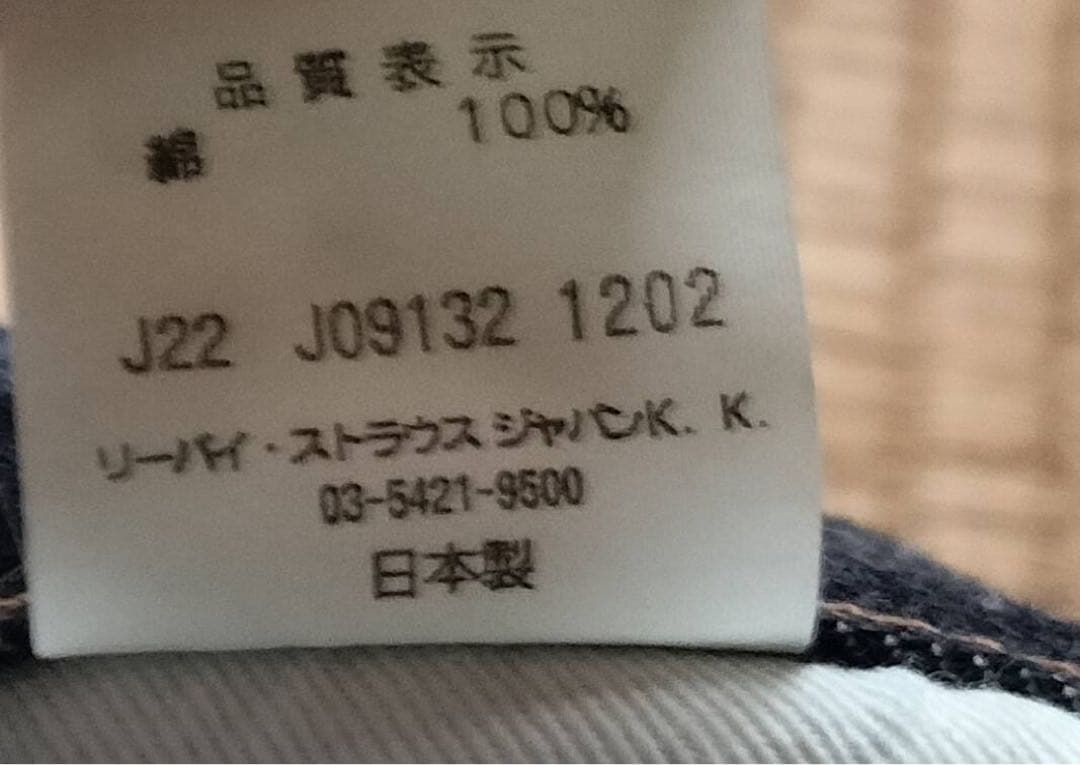 品質表示
綿 100%
J22 J09132 1202
リーバイ・ストラウス ジャパンK. K.
03-5421-9500
日本製